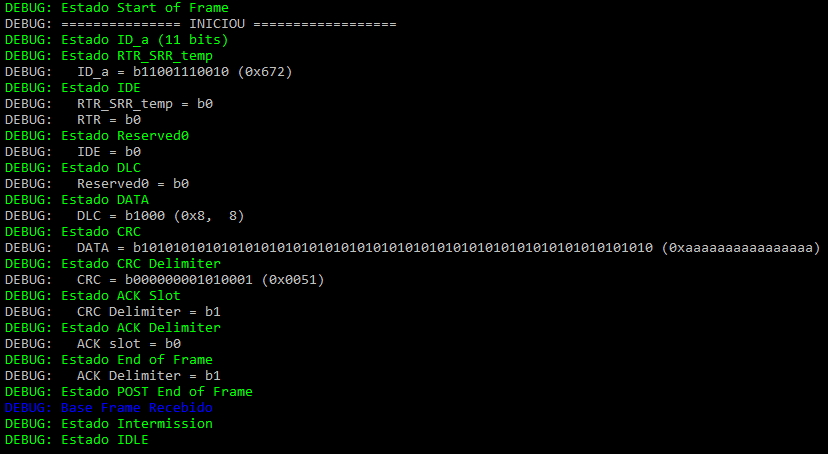 DEBUG: Estado Start of Frame
DEBUG: =============== INICIOU ==================
DEBUG: Estado ID_a (11 bits)
DEBUG: Estado RTR_SRR_temp
DEBUG:   ID_a = b11001110010 (0x672)
DEBUG: Estado IDE
DEBUG:   RTR_SRR_temp = b0
DEBUG:   RTR = b0
DEBUG: Estado Reserved0
DEBUG:   IDE = b0
DEBUG: Estado DLC
DEBUG:   Reserved0 = b0
DEBUG: Estado DATA
DEBUG:   DLC = b1000 (0x8,  8)
DEBUG: Estado CRC
DEBUG:   DATA = b1010101010101010101010101010101010101010101010101010101010101010 (0xaaaaaaaaaaaaaaaa)
DEBUG: Estado CRC Delimiter
DEBUG:   CRC = b000000001010001 (0x0051)
DEBUG: Estado ACK Slot
DEBUG:   CRC Delimiter = b1
DEBUG: Estado ACK Delimiter
DEBUG:   ACK slot = b0
DEBUG: Estado End of Frame
DEBUG:   ACK Delimiter = b1
DEBUG: Estado POST End of Frame
DEBUG: Base Frame Recebido
DEBUG: Estado Intermission
DEBUG: Estado IDLE